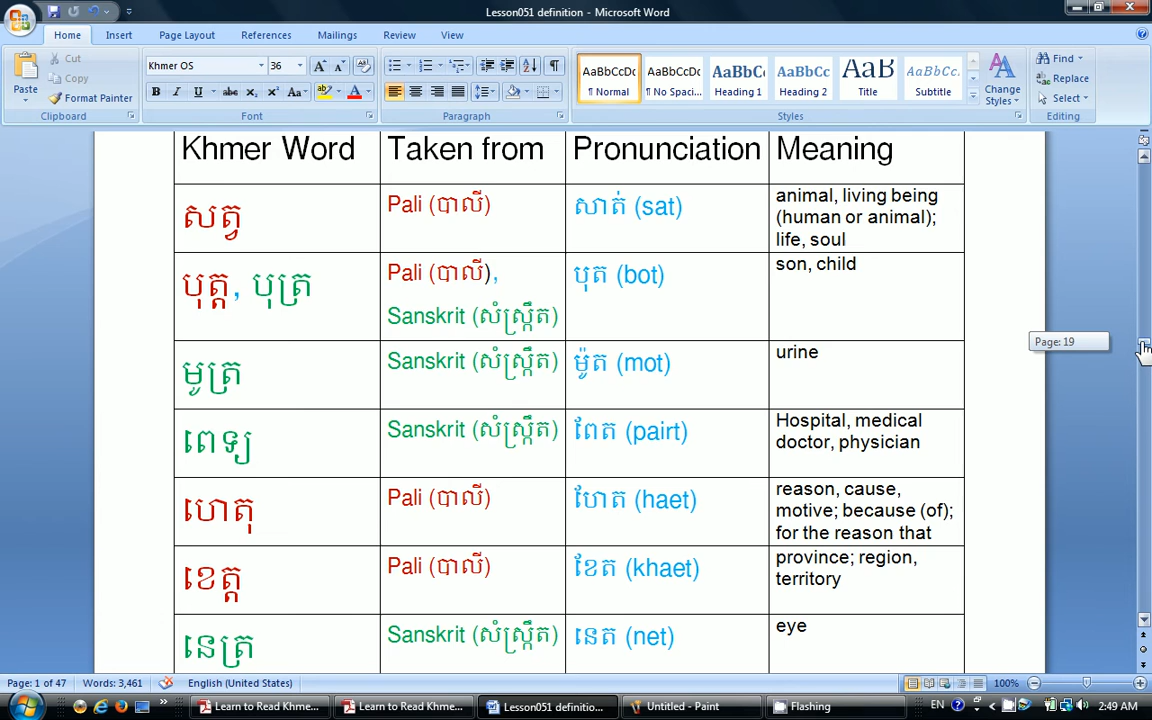 Lesson051 definition - Microsoft Word
Home Insert Page Layout References Mailings Review View
Paste
Cut
Copy
Format Painter
Clipboard
Khmer OS 36
Font
Paragraph
AaBbCcDc AaBbCcDc AaBbC AaBbCc AaB AaBbCc.
¶ Normal ¶ No Spaci... Heading 1 Heading 2 Title Subtitle
Change
Styles
Styles
Find
Replace
Select
Editing
Khmer Word Taken from Pronunciation Meaning
សត្វ Pali (បាលី) សាត់ (sat) animal, living being
(human or animal);
life, soul
បុត្ត, បុត្រ Pali (បាលី), បុត (bot) son, child
Sanskrit (សំស្ក្រឹត)
មូត្រ Sanskrit (សំស្ក្រឹត) ម៉ូត (mot) urine
ពេទ្យ Sanskrit (សំស្ក្រឹត) ពែត (pairt) Hospital, medical
doctor, physician
ហេតុ Pali (បាលី) ហែត (haet) reason, cause,
motive; because (of);
for the reason that
ខេត្ត Pali (បាលី) ខែត (khaet) province; region,
territory
នេត្រ Sanskrit (សំស្ក្រឹត) នេត (net) eye
Page: 19
Page: 1 of 47 Words: 3,461 English (United States) 100%
Learn to Read Khme... Learn to Read Khme... Lesson051 definitio... Untitled - Paint Flashing EN 2:49 AM